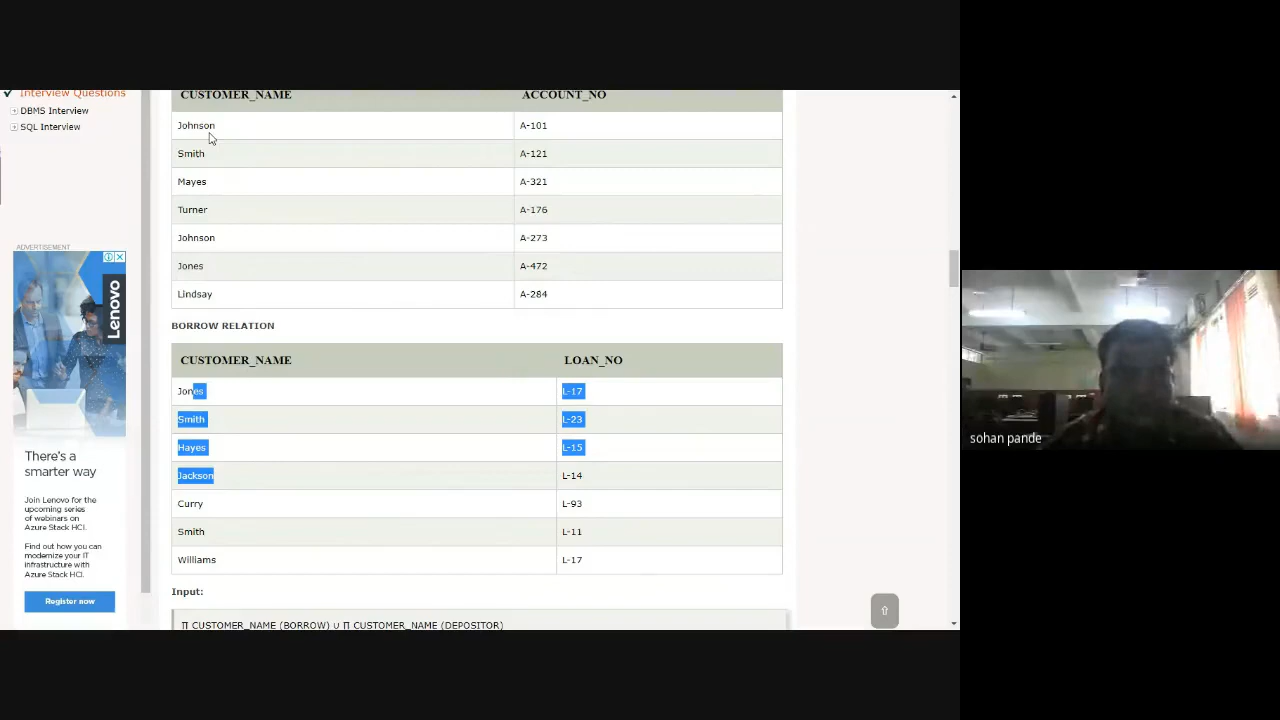 Interview Questions
DBMS Interview
SQL Interview
CUSTOMER_NAME ACCOUNT_NO
Johnson A-101
Smith A-121
Mayes A-321
Turner A-176
Johnson A-273
Jones A-472
Lindsay A-284
BORROW RELATION
CUSTOMER_NAME LOAN_NO
Jones L-17
Smith L-23
Hayes L-15
Jackson L-14
Curry L-93
Smith L-11
Williams L-17
Input:
∏ CUSTOMER_NAME (BORROW) ∪ ∏ CUSTOMER_NAME (DEPOSITOR)
ADVERTISEMENT
Lenovo
There's a
smarter way
Join Lenovo for the
upcoming series
of webinars on
Azure Stack HCI.
Find out how you can
modernize your IT
infrastructure with
Azure Stack HCI.
Register now
sohan pande